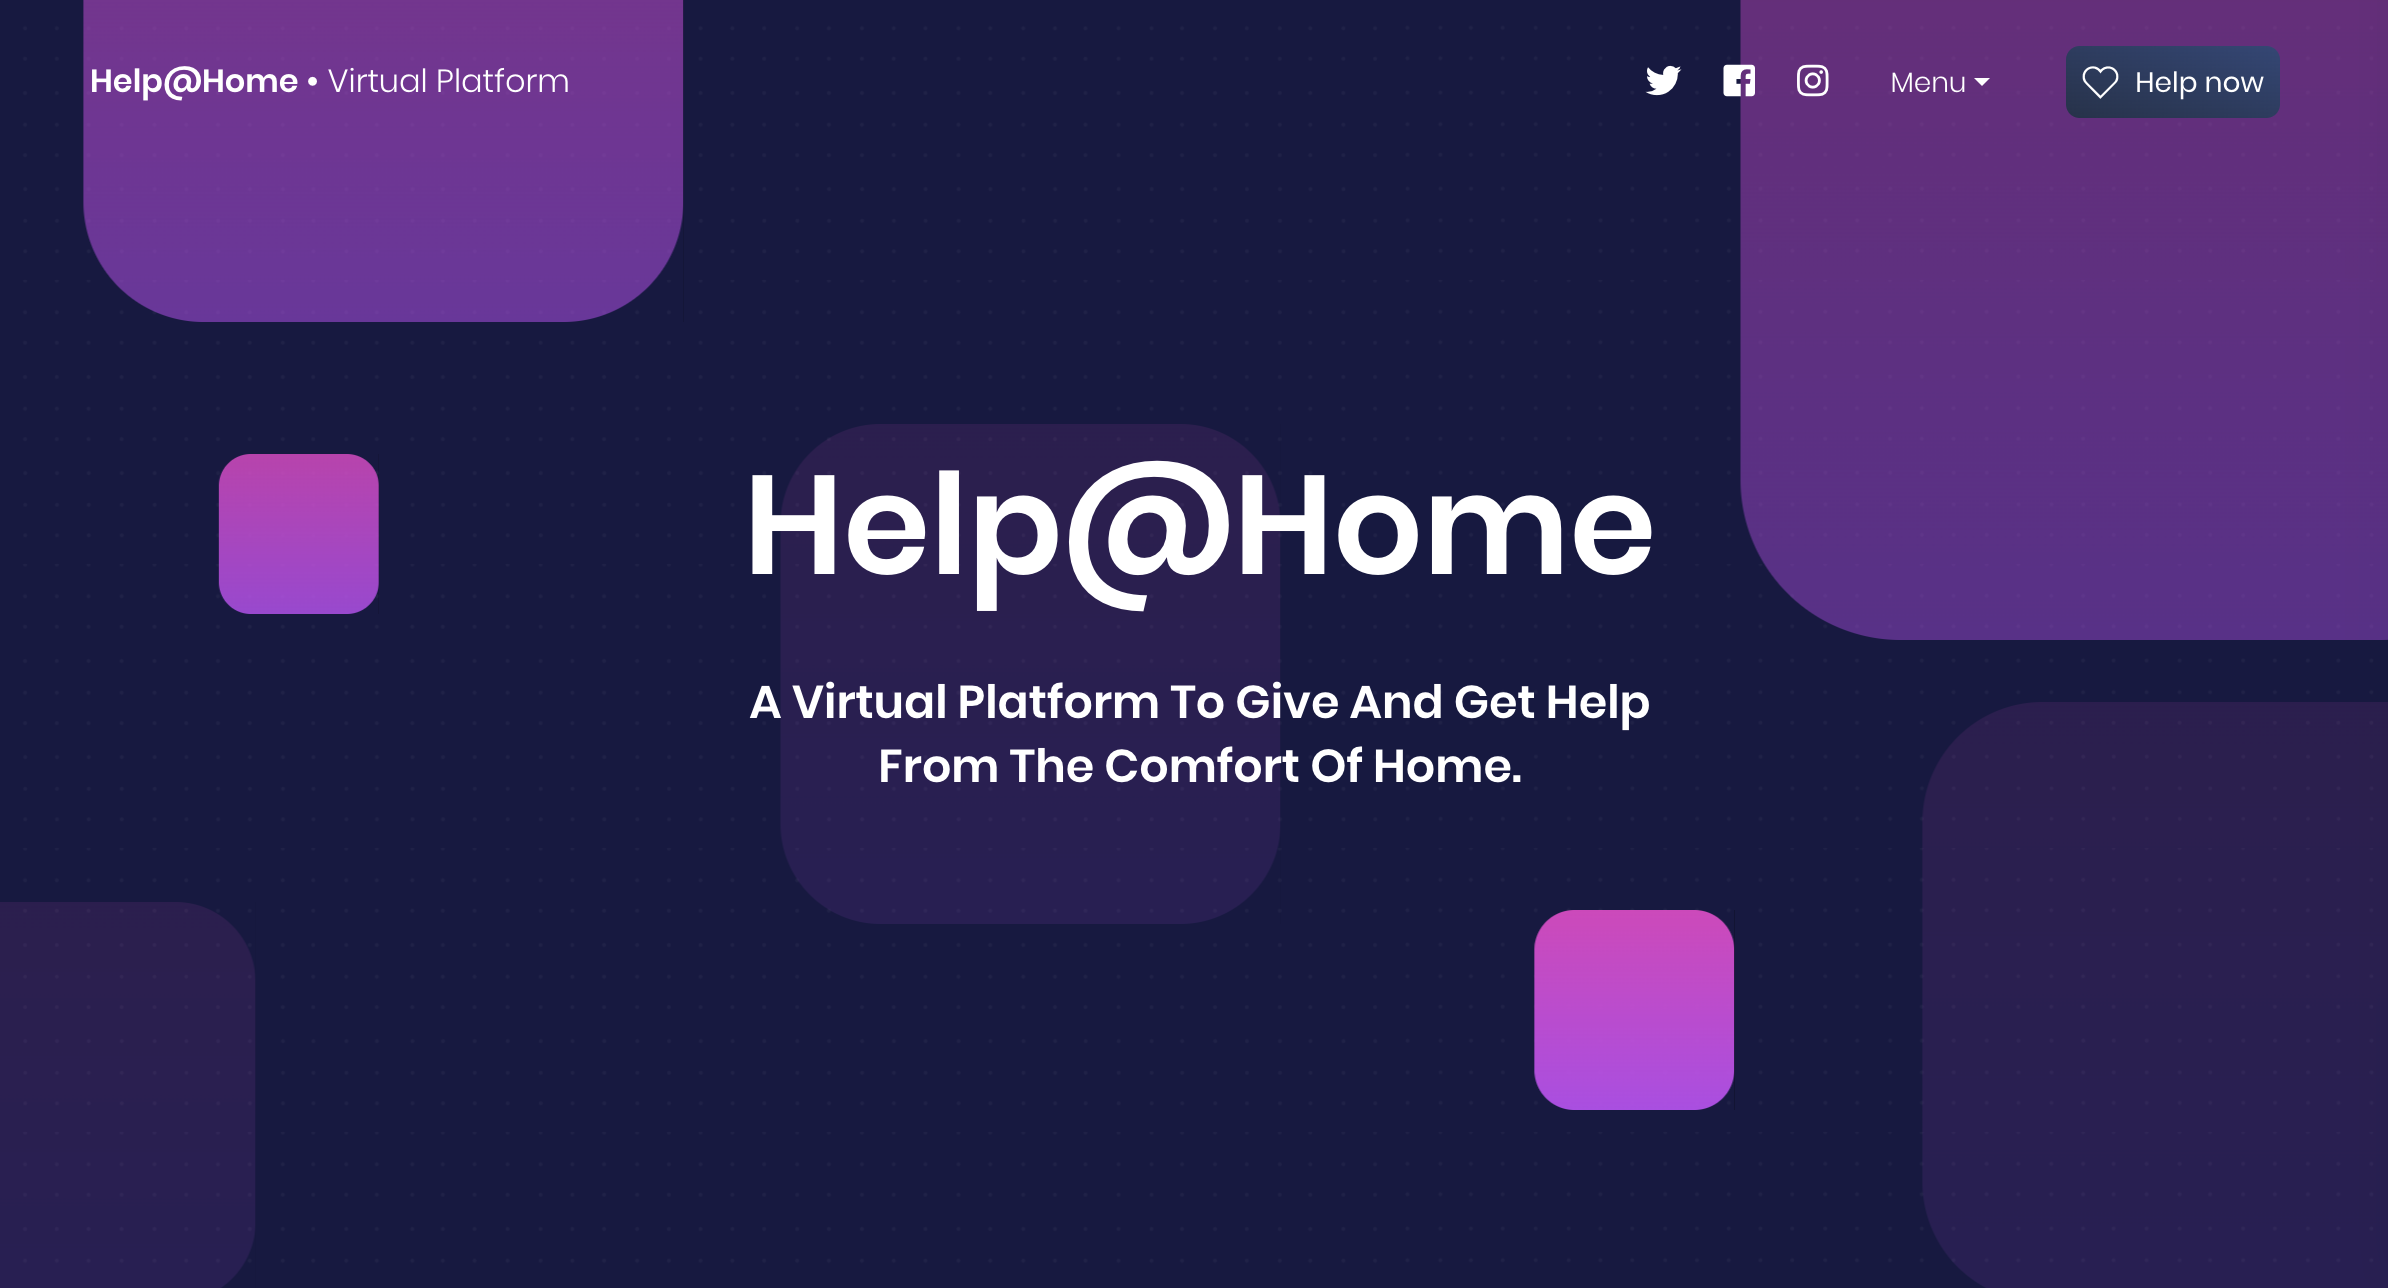 Help@Home • Virtual Platform
Menu
Help now
Help@Home
A Virtual Platform To Give And Get Help
From The Comfort Of Home.